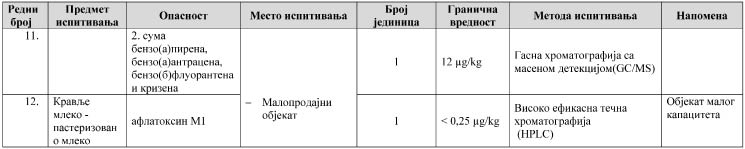 Редни број
Предмет испитивања
Опасност
Место испитивања
Број јединица
Гранична вредност
Метода испитивања
Напомена
11.
2. сума
бензо(а)пирена,
бензо(а)антрацена,
бензо(б)флуорантена
и кризена
1
12 µg/kg
Гасна хроматографија са
масеном детекцијом(GC/MS)
– Малопродајни
објекат
12.
Кравље
млеко -
пастеризован
о млеко
афлатоксин М1
1
< 0,25 µg/kg
Високо ефикасна течна
хроматографија
(HPLC)
Објекат малог
капацитета